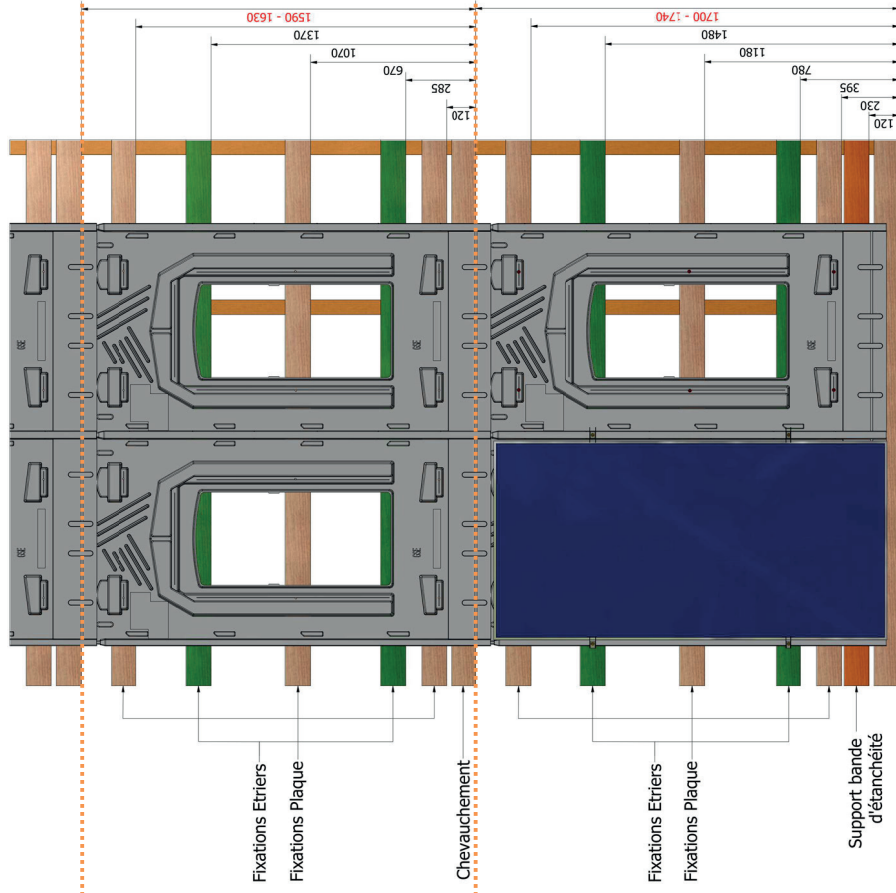 1590 - 1630
1370
1070
670
285
120
1700 - 1740
1480
1180
780
395
230
120
Fixations Etriers
Fixations Plaque
Chevauchement
Fixations Etriers
Fixations Plaque
Support bande
d'étanchéité